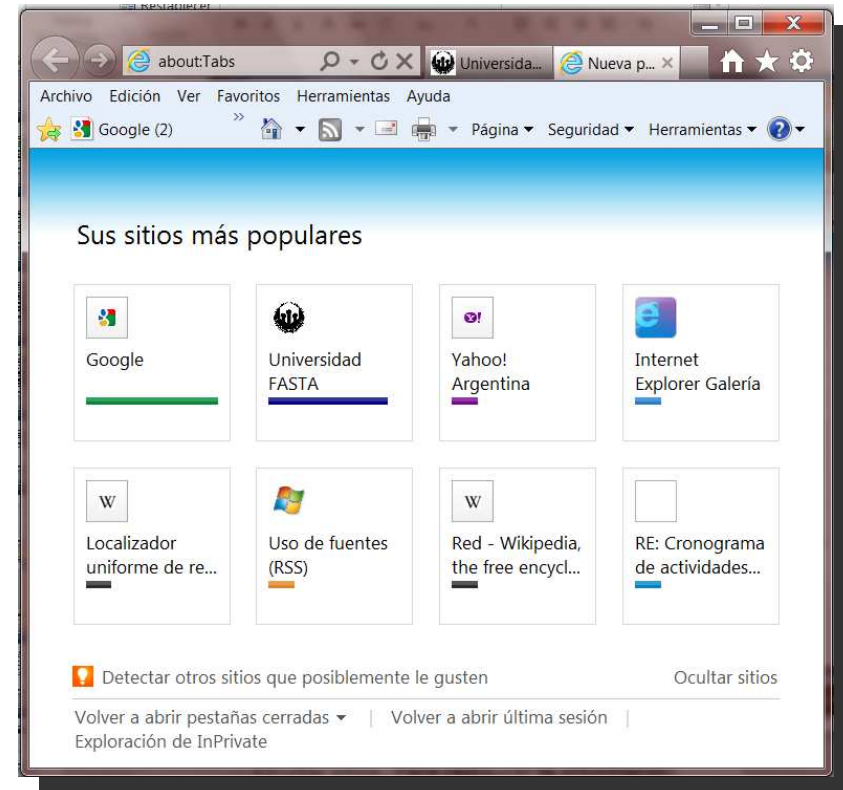 Restablecer
about:Tabs
Universida...
Nueva p...
Archivo Edición Ver Favoritos Herramientas Ayuda
Google (2) » Página Seguridad Herramientas
Sus sitios más populares
Google
Universidad
FASTA
Yahoo!
Argentina
Internet
Explorer Galería
W
Localizador
uniforme de re...
Uso de fuentes
(RSS)
W
Red - Wikipedia,
the free encycl...
RE: Cronograma
de actividades...
Detectar otros sitios que posiblemente le gusten
Ocultar sitios
Volver a abrir pestañas cerradas | Volver a abrir última sesión |
Exploración de InPrivate